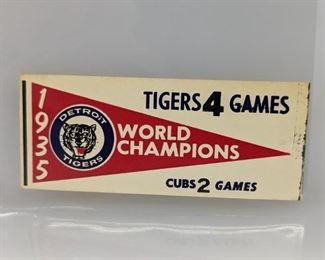 TIGERS 4 GAMES
1935
DETROIT
TIGERS
WORLD
CHAMPIONS
CUBS 2 GAMES